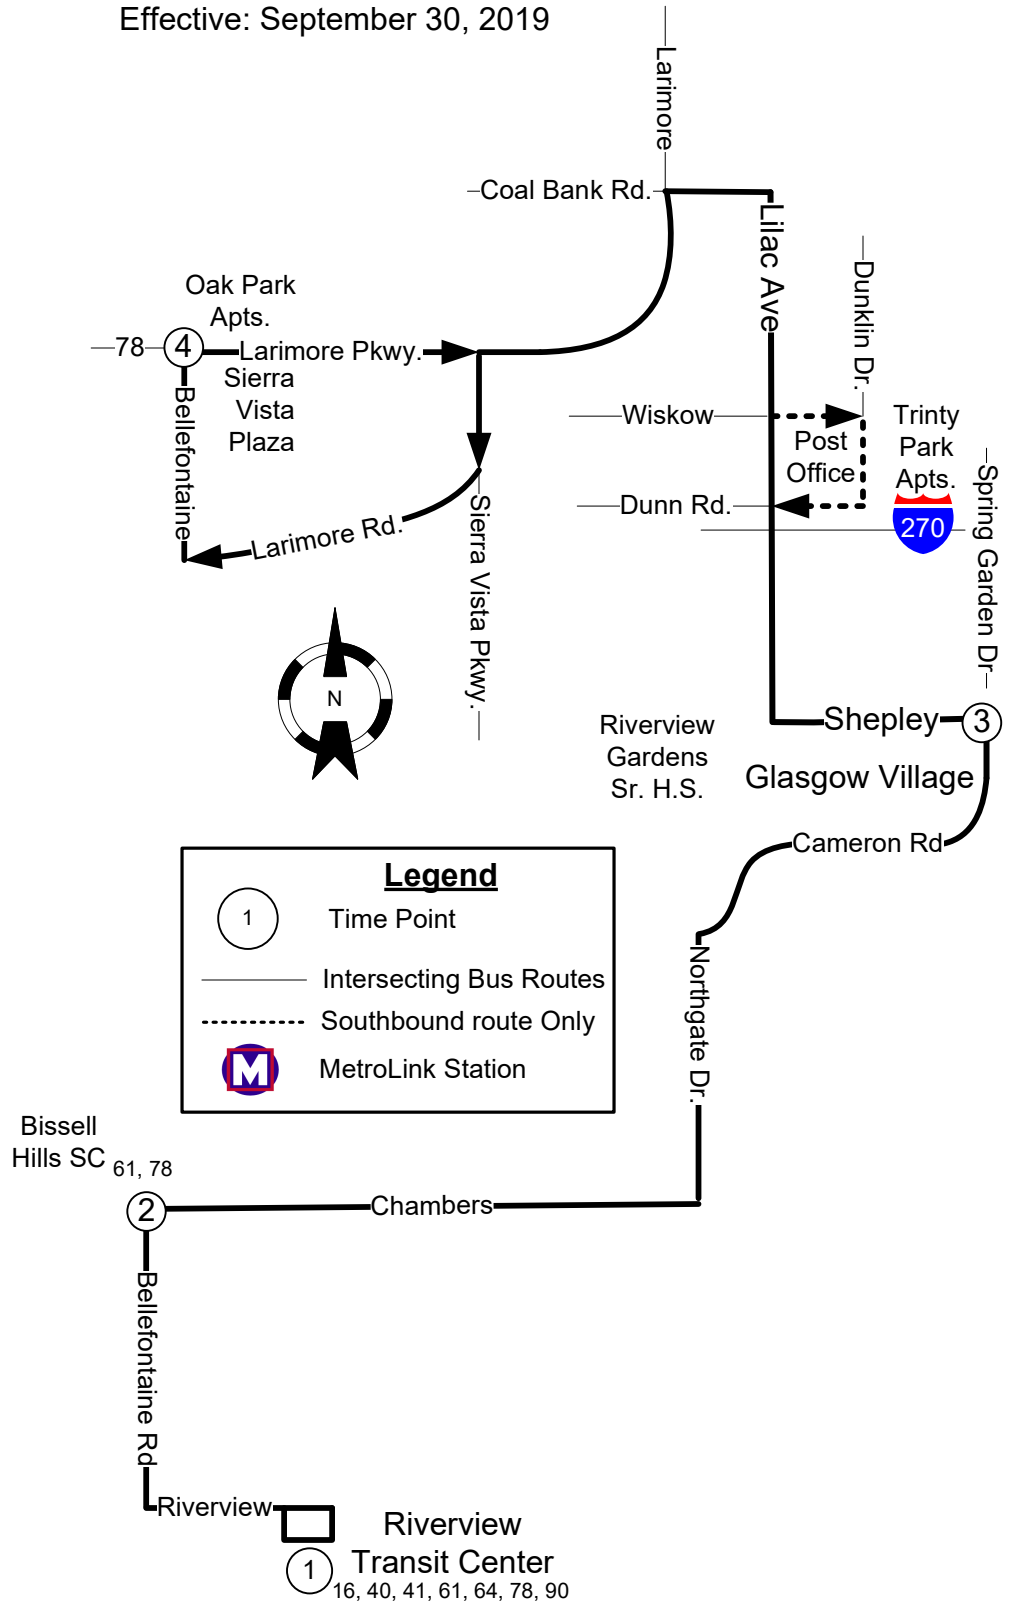 Effective: September 30, 2019
Larimore
Coal Bank Rd.
Lilac Ave
Dunklin Dr.
Oak Park
Apts.
78
4
Larimore Pkwy.
Sierra
Vista
Plaza
Bellefontaine
Wiskow
Post
Office
Trinty
Park
Apts.
Dunn Rd.
270
Spring Garden Dr
Larimore Rd.
Sierra Vista Pkwy.
N
Riverview
Gardens
Sr. H.S.
Shepley
3
Glasgow Village
Cameron Rd
Legend
1
Time Point
Intersecting Bus Routes
Southbound route Only
M
MetroLink Station
Northgate Dr.
Bissell
Hills SC
61, 78
2
Chambers
Bellefontaine Rd
Riverview
Riverview
Transit Center
1
16, 40, 41, 61, 64, 78, 90